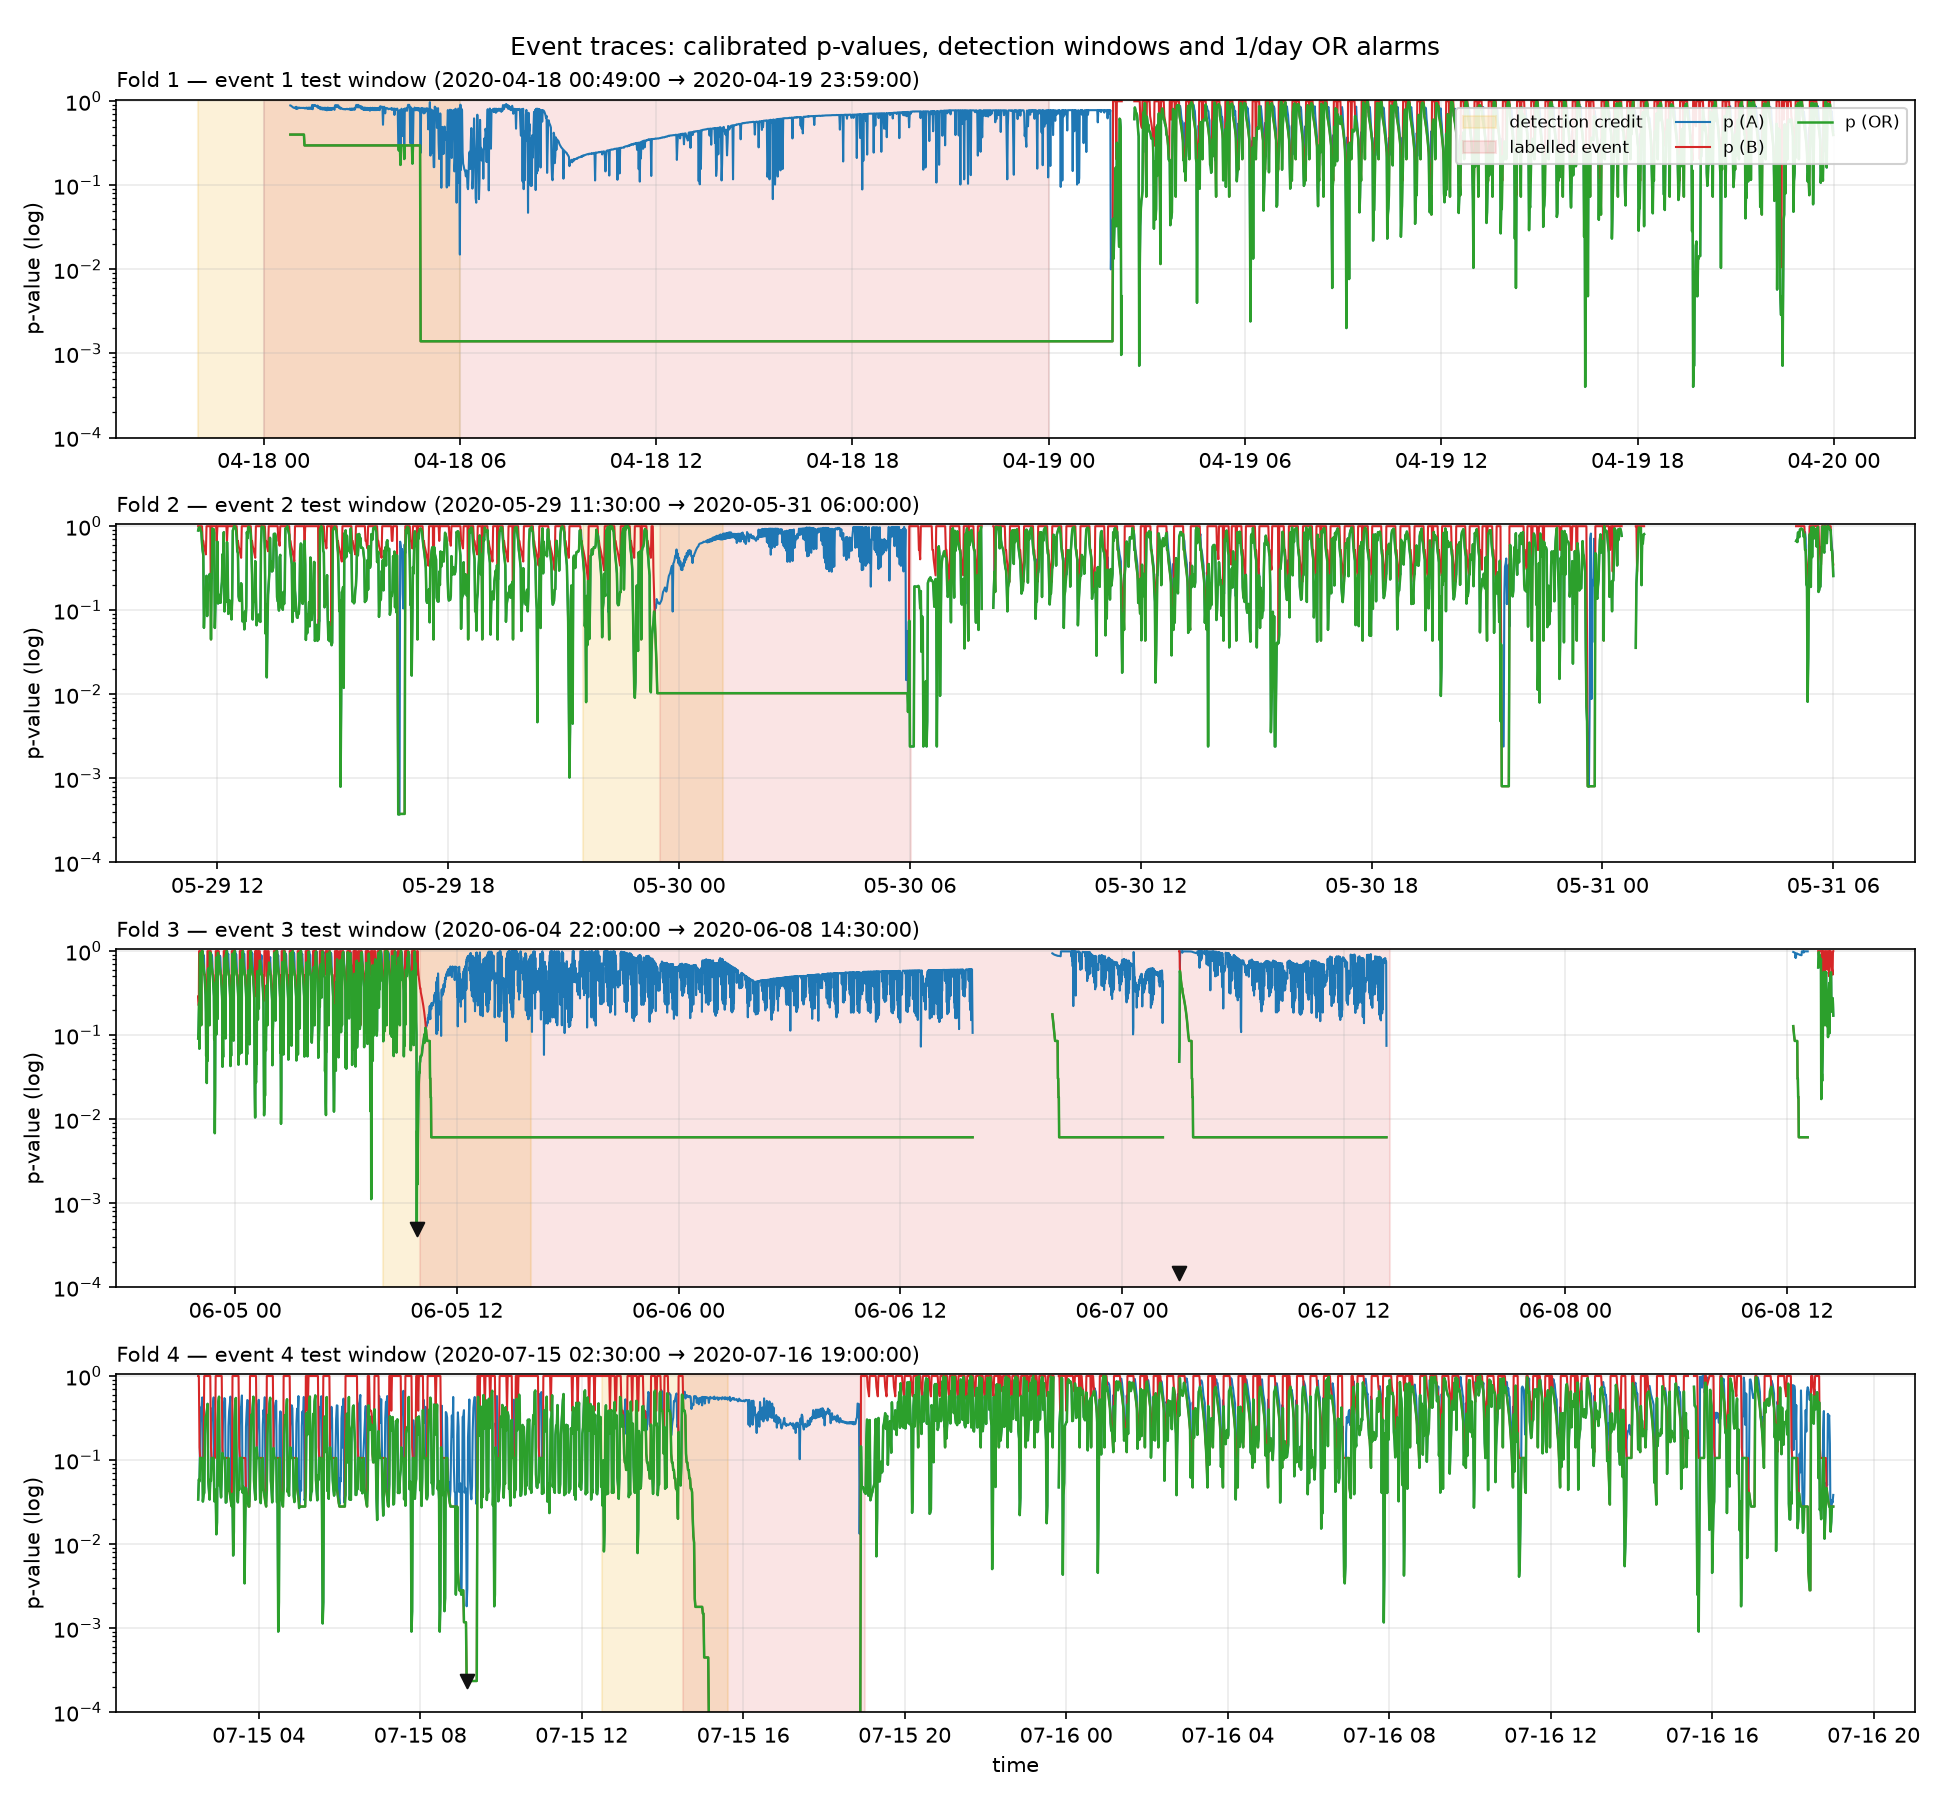 Event traces: calibrated p-values, detection windows and 1/day OR alarms
Fold 1 — event 1 test window (2020-04-18 00:49:00 → 2020-04-19 23:59:00)
detection credit
labelled event
p (A)
p (B)
p (OR)
10⁰
10⁻¹
10⁻²
10⁻³
10⁻⁴
p-value (log)
04-18 00 04-18 06 04-18 12 04-18 18 04-19 00 04-19 06 04-19 12 04-19 18 04-20 00
Fold 2 — event 2 test window (2020-05-29 11:30:00 → 2020-05-31 06:00:00)
10⁰
10⁻¹
10⁻²
10⁻³
10⁻⁴
p-value (log)
05-29 12 05-29 18 05-30 00 05-30 06 05-30 12 05-30 18 05-31 00 05-31 06
Fold 3 — event 3 test window (2020-06-04 22:00:00 → 2020-06-08 14:30:00)
10⁰
10⁻¹
10⁻²
10⁻³
10⁻⁴
p-value (log)
06-05 00 06-05 12 06-06 00 06-06 12 06-07 00 06-07 12 06-08 00 06-08 12
Fold 4 — event 4 test window (2020-07-15 02:30:00 → 2020-07-16 19:00:00)
10⁰
10⁻¹
10⁻²
10⁻³
10⁻⁴
p-value (log)
07-15 04 07-15 08 07-15 12 07-15 16 07-15 20 07-16 00 07-16 04 07-16 08 07-16 12 07-16 16 07-16 20
time